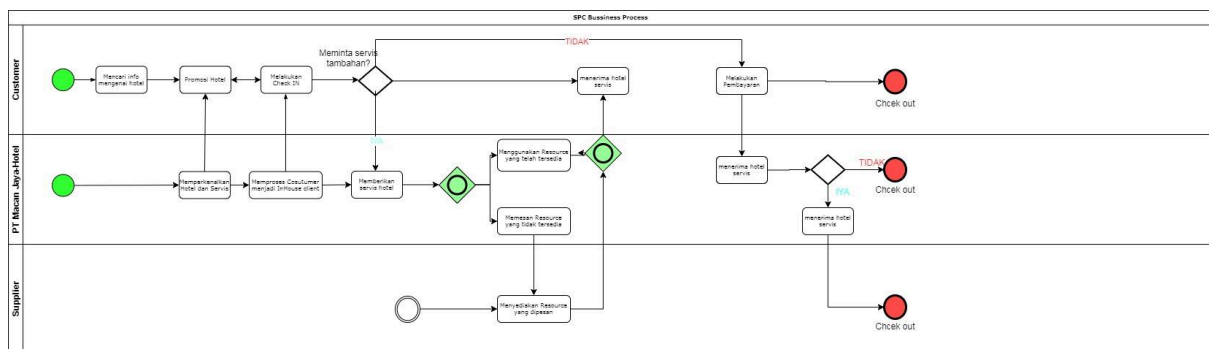 SPC Bussiness Process
Customer
Mencari info
mengenai hotel
Promosi Hotel
Melakukan
Check IN
Meminta servis
tambahan?
TIDAK
IYA
menerima hotel
servis
Melakukan
Pembayaran
Chcek out
PT Macan Jaya-Hotel
Memperkenalkan
Hotel dan Servis
Memproses Cosutumer
menjadi InHouse client
Memberikan
servis hotel
Menggunakan Resource
yang telah tersedia
Memesan Resource
yang tidak tersedia
menerima hotel
servis
TIDAK
IYA
Chcek out
menerima hotel
servis
Supplier
Menyediakan Resource
yang dipesan
Chcek out